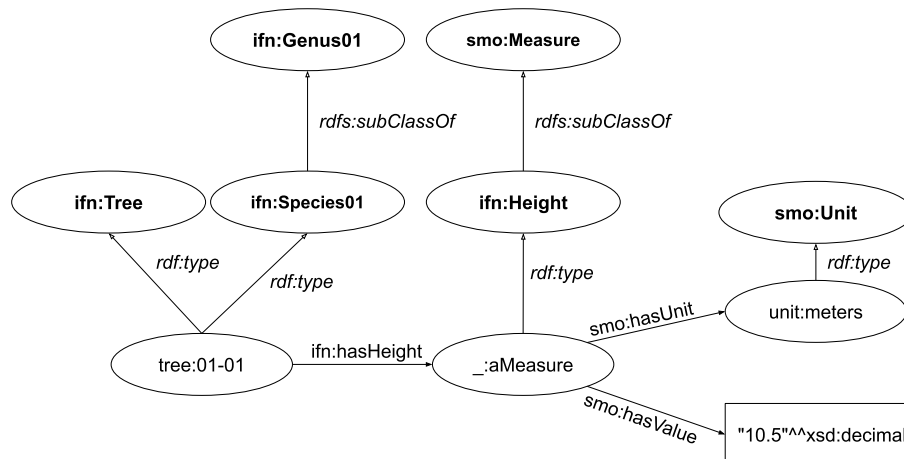 ifn:Genus01
smo:Measure
rdfs:subClassOf
rdfs:subClassOf
ifn:Tree
ifn:Species01
ifn:Height
smo:Unit
rdf:type
rdf:type
rdf:type
rdf:type
smo:hasUnit
unit:meters
tree:01-01
ifn:hasHeight
_:aMeasure
smo:hasValue
"10.5"^^xsd:decimal